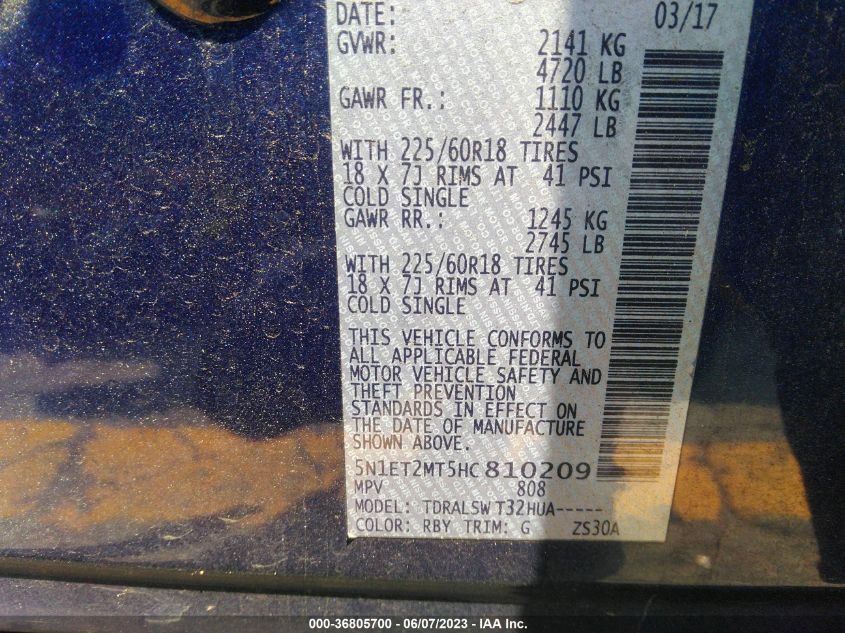 DATE: 03/17
GVWR: 2141 KG
4720 LB
GAWR FR.: 1110 KG
2447 LB
WITH 225/60R18 TIRES
18 X 7J RIMS AT 41 PSI
COLD SINGLE
GAWR RR.: 1245 KG
2745 LB
WITH 225/60R18 TIRES
18 X 7J RIMS AT 41 PSI
COLD SINGLE
THIS VEHICLE CONFORMS TO
ALL APPLICABLE FEDERAL
MOTOR VEHICLE SAFETY AND
THEFT PREVENTION
STANDARDS IN EFFECT ON
THE DATE OF MANUFACTURE
SHOWN ABOVE.
5N1ET2MT5HC810209
MPV 808
MODEL: TDRALSW T32HUA-----
COLOR: RBY TRIM: G ZS30A
000-36805700 - 06/07/2023 - IAA Inc.